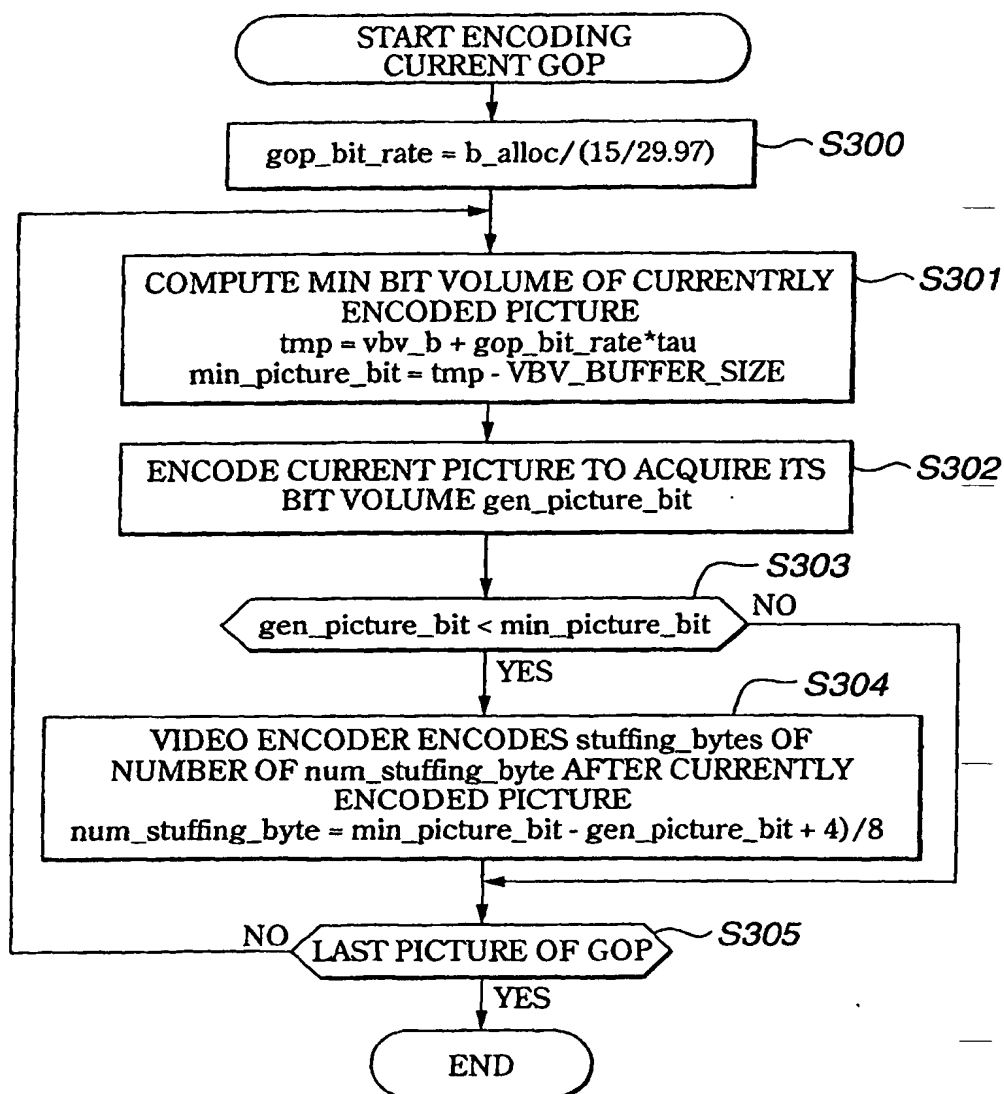 START ENCODING
CURRENT GOP
gop_bit_rate = b_alloc/(15/29.97)
S300
COMPUTE MIN BIT VOLUME OF CURRENTRLY
ENCODED PICTURE
tmp = vbv_b + gop_bit_rate*tau
min_picture_bit = tmp - VBV_BUFFER_SIZE
S301
ENCODE CURRENT PICTURE TO ACQUIRE ITS
BIT VOLUME gen_picture_bit
S302
S303
gen_picture_bit < min_picture_bit
NO
YES
S304
VIDEO ENCODER ENCODES stuffing_bytes OF
NUMBER OF num_stuffing_byte AFTER CURRENTLY
ENCODED PICTURE
num_stuffing_byte = min_picture_bit - gen_picture_bit + 4)/8
NO
LAST PICTURE OF GOP
S305
YES
END